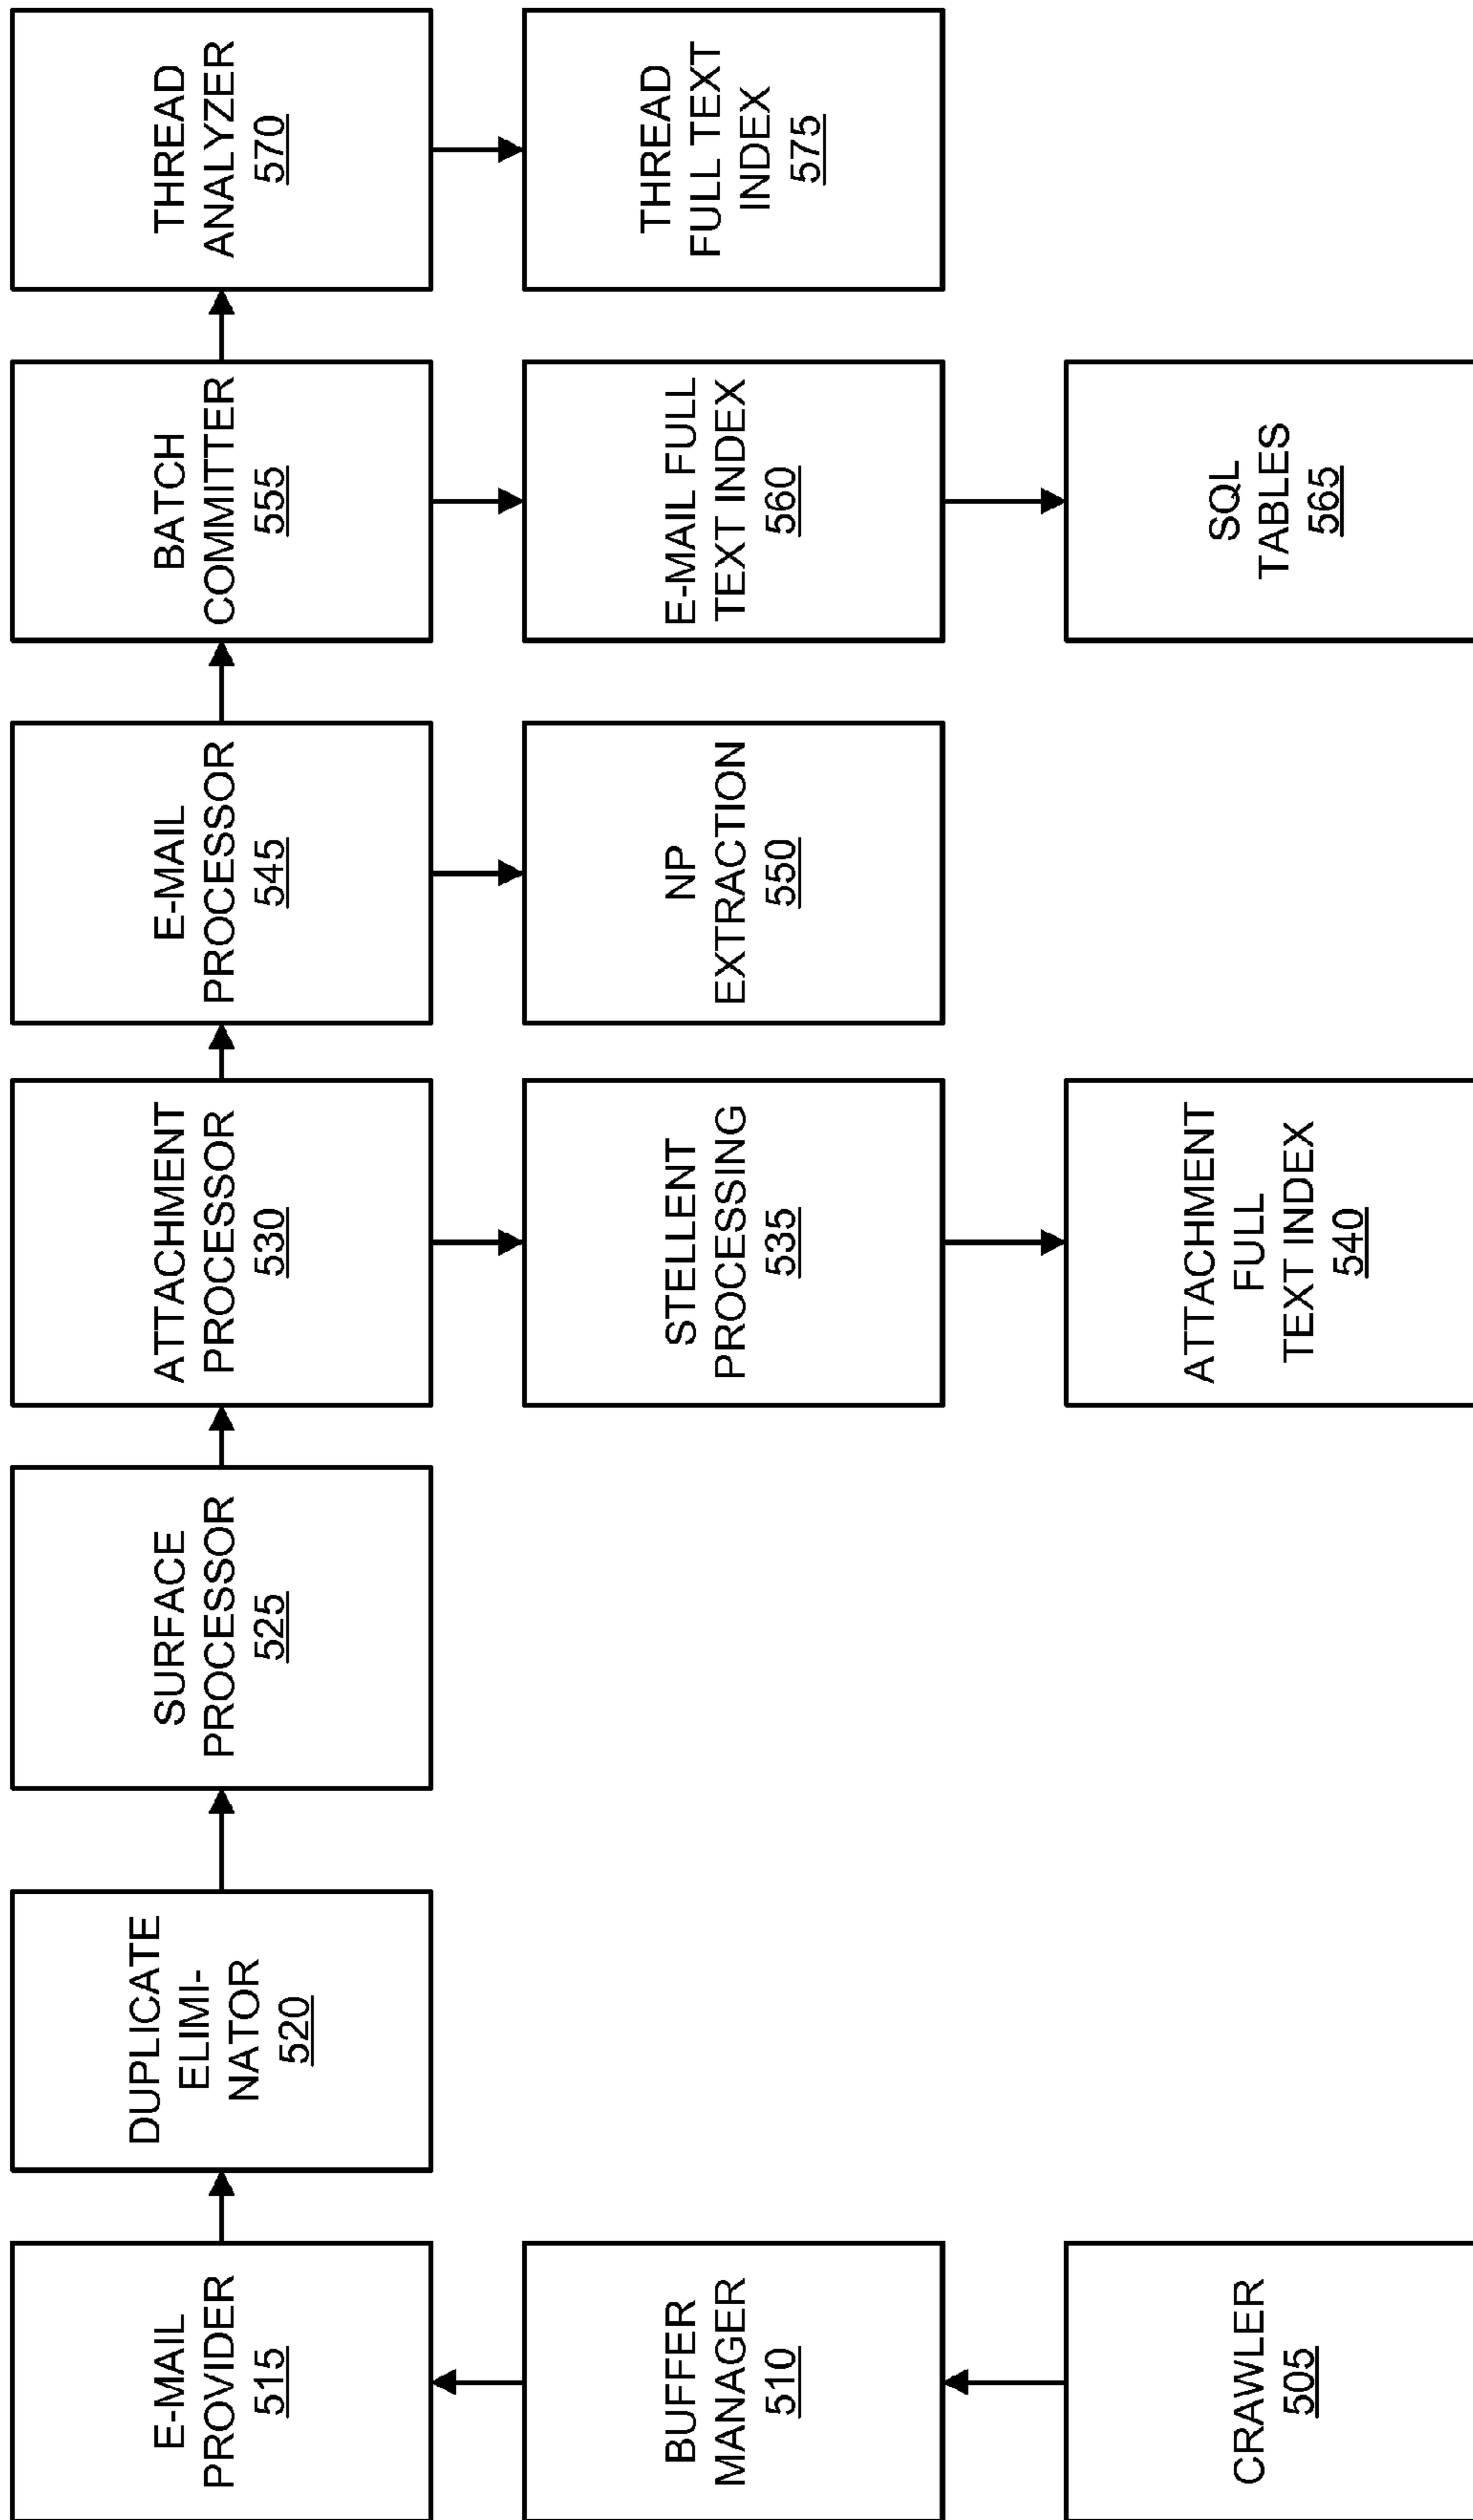 E-MAIL
PROVIDER
515
DUPLICATE
ELIMI-
NATOR
520
SURFACE
PROCESSOR
525
ATTACHMENT
PROCESSOR
530
E-MAIL
PROCESSOR
545
BATCH
COMMITTER
555
THREAD
ANALYZER
570
BUFFER
MANAGER
510
STELLENT
PROCESSING
535
NP
EXTRACTION
550
E-MAIL FULL
TEXT INDEX
560
THREAD
FULL TEXT
INDEX
575
CRAWLER
505
ATTACHMENT
FULL
TEXT INDEX
540
SQL
TABLES
565